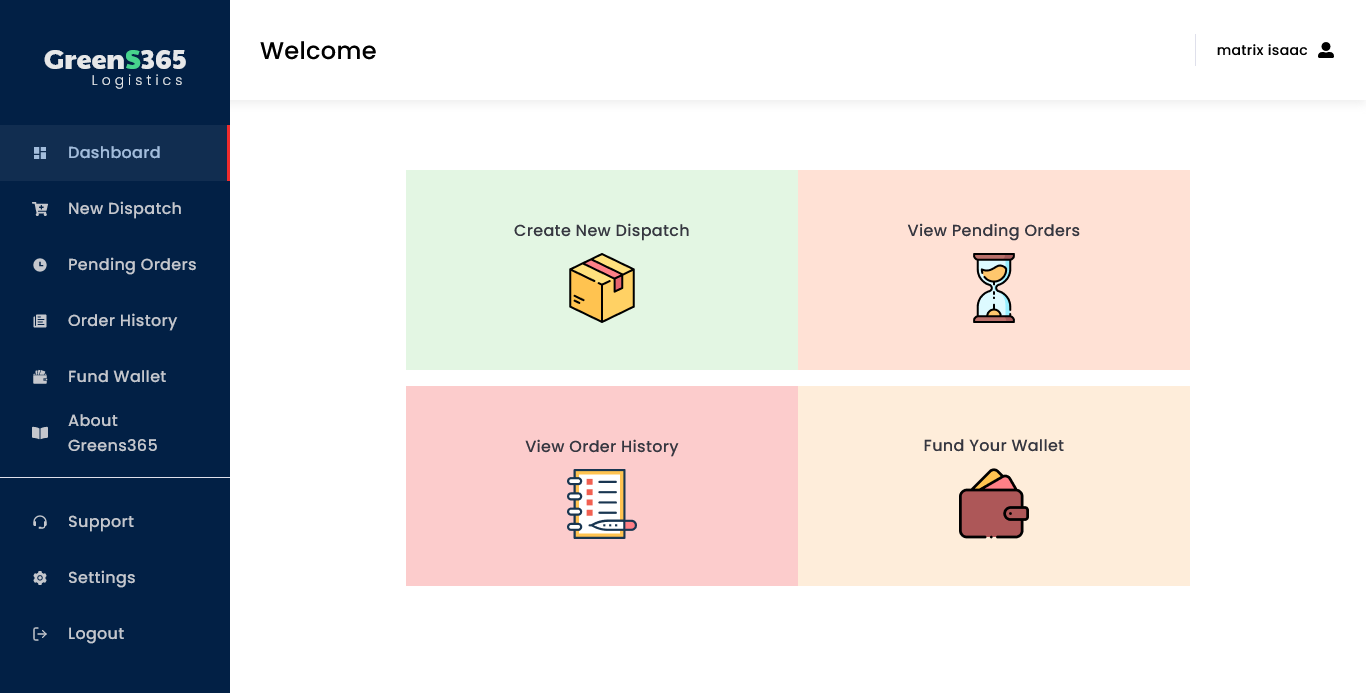 GreenS365
Logistics
Dashboard
New Dispatch
Pending Orders
Order History
Fund Wallet
About
Greens365
Support
Settings
Logout
Welcome
matrix isaac
Create New Dispatch
View Pending Orders
View Order History
Fund Your Wallet